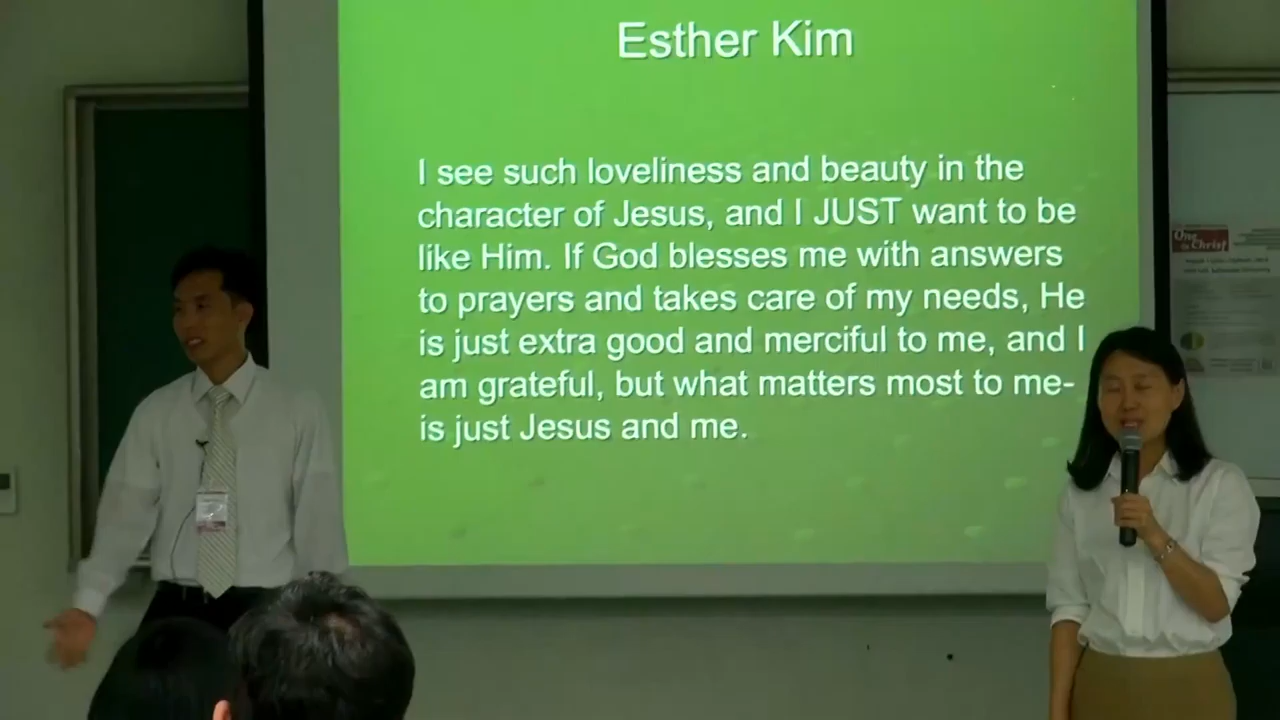 Esther Kim
I see such loveliness and beauty in the
character of Jesus, and I JUST want to be
like Him. If God blesses me with answers
to prayers and takes care of my needs, He
is just extra good and merciful to me, and I
am grateful, but what matters most to me-
is just Jesus and me.
One
in Christ